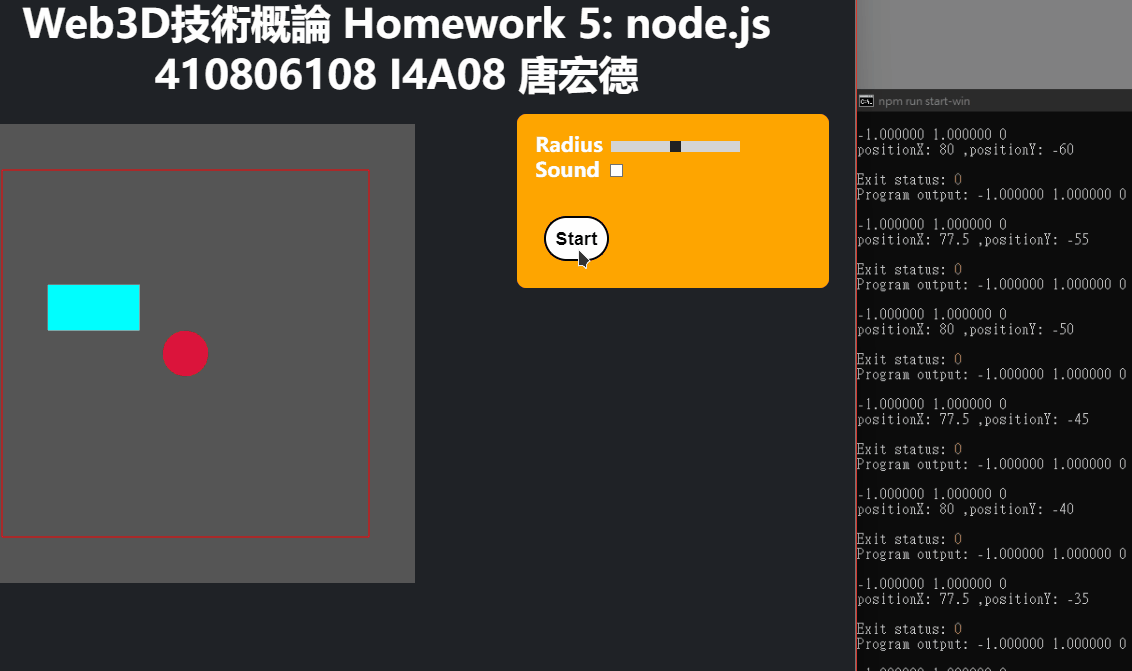 Web3D技術概論 Homework 5: node.js
410806108 I4A08 唐宏德
Radius
Sound
Start
npm run start-win
-1.000000 1.000000 0
positionX: 80 ,positionY: -60
Exit status: 0
Program output: -1.000000 1.000000 0
-1.000000 1.000000 0
positionX: 77.5 ,positionY: -55
Exit status: 0
Program output: -1.000000 1.000000 0
-1.000000 1.000000 0
positionX: 80 ,positionY: -50
Exit status: 0
Program output: -1.000000 1.000000 0
-1.000000 1.000000 0
positionX: 77.5 ,positionY: -45
Exit status: 0
Program output: -1.000000 1.000000 0
-1.000000 1.000000 0
positionX: 80 ,positionY: -40
Exit status: 0
Program output: -1.000000 1.000000 0
-1.000000 1.000000 0
positionX: 77.5 ,positionY: -35
Exit status: 0
Program output: -1.000000 1.000000 0